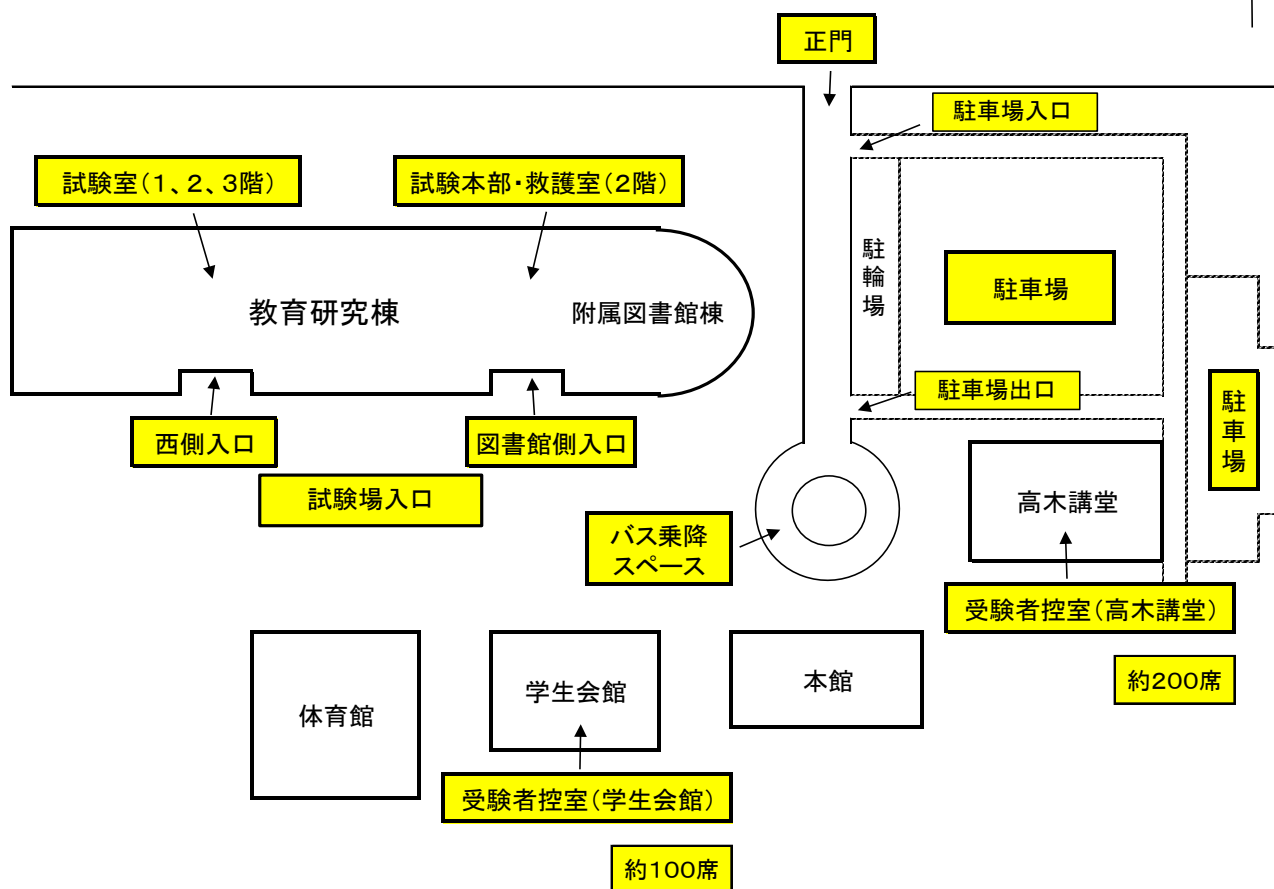 正門
駐車場入口
試験室(1、2、3階)
試験本部・救護室(2階)
駐輪場
駐車場
教育研究棟
附属図書館棟
駐車場出口
駐車場
西側入口
図書館側入口
試験場入口
高木講堂
バス乗降
スペース
受験者控室(高木講堂)
約200席
体育館
学生会館
本館
受験者控室(学生会館)
約100席